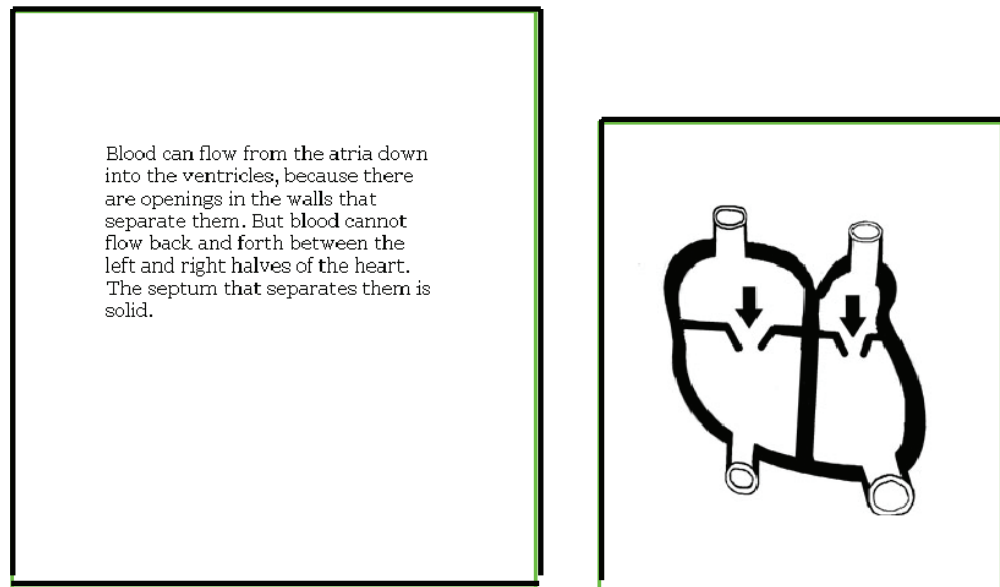 Blood can flow from the atria down
into the ventricles, because there
are openings in the walls that
separate them. But blood cannot
flow back and forth between the
left and right halves of the heart.
The septum that separates them is
solid.